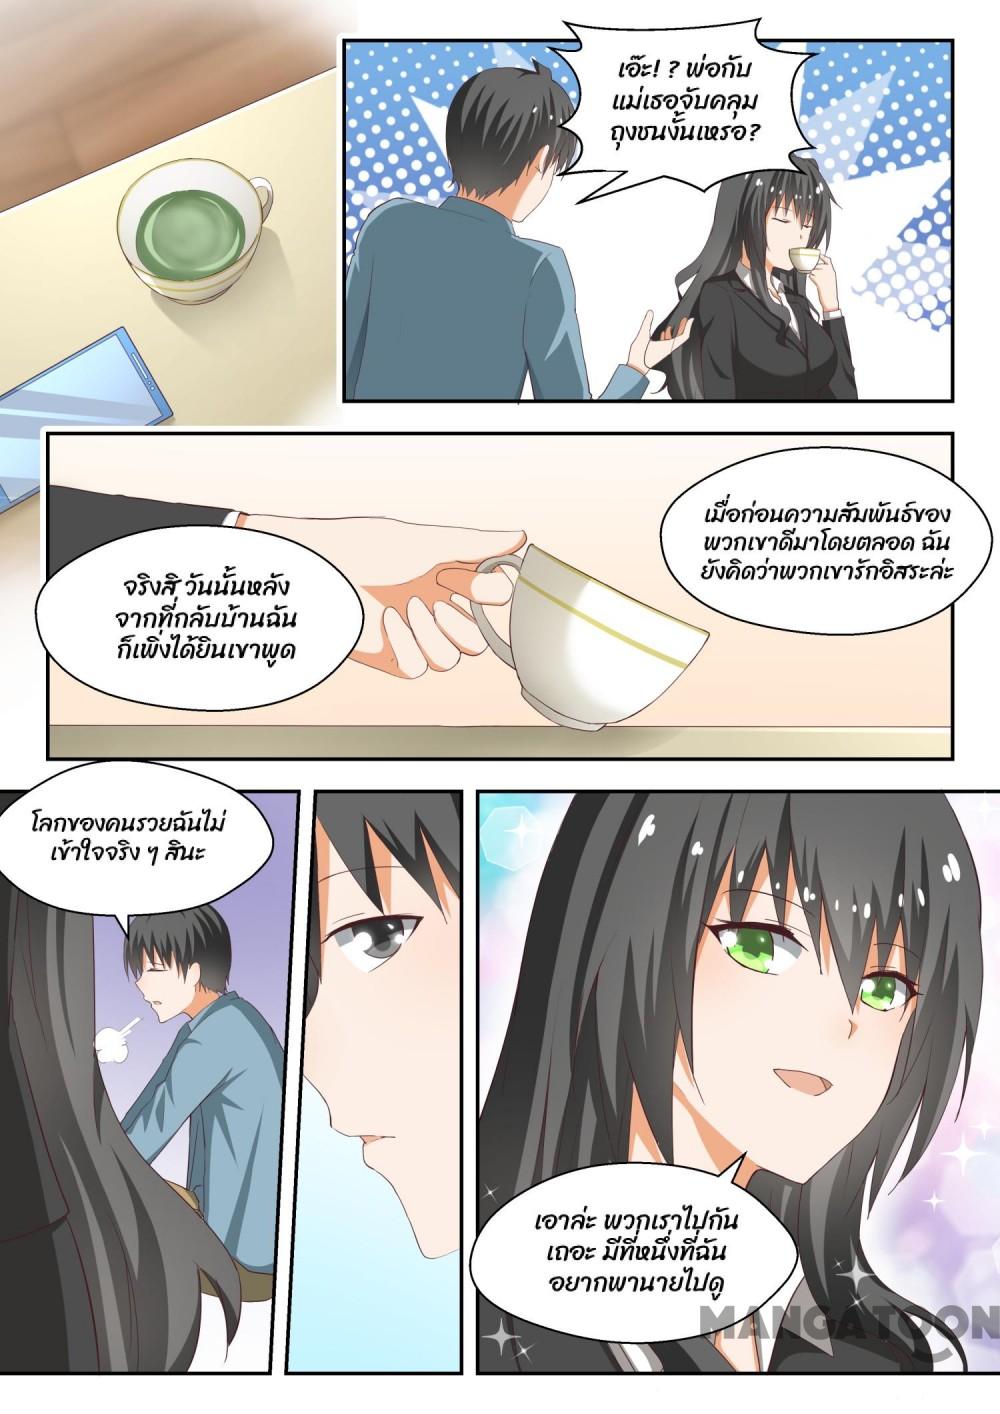 เอ๊ะ! ? พ่อกับ
แม่เธอจับคลุม
ถุงชนงั้นเหรอ?
เมื่อก่อนความสัมพันธ์ของ
พวกเขาดีมาโดยตลอด ฉัน
ยังคิดว่าพวกเขารักอิสระล่ะ
จริงสิ วันนั้นหลัง
จากที่กลับบ้านฉัน
ก็เพิ่งได้ยินเขาพูด
โลกของคนรวยฉันไม่
เข้าใจจริง ๆ สินะ
เอาล่ะ พวกเราไปกัน
เถอะ มีที่หนึ่งที่ฉัน
อยากพานายไปดู
MANGATOON